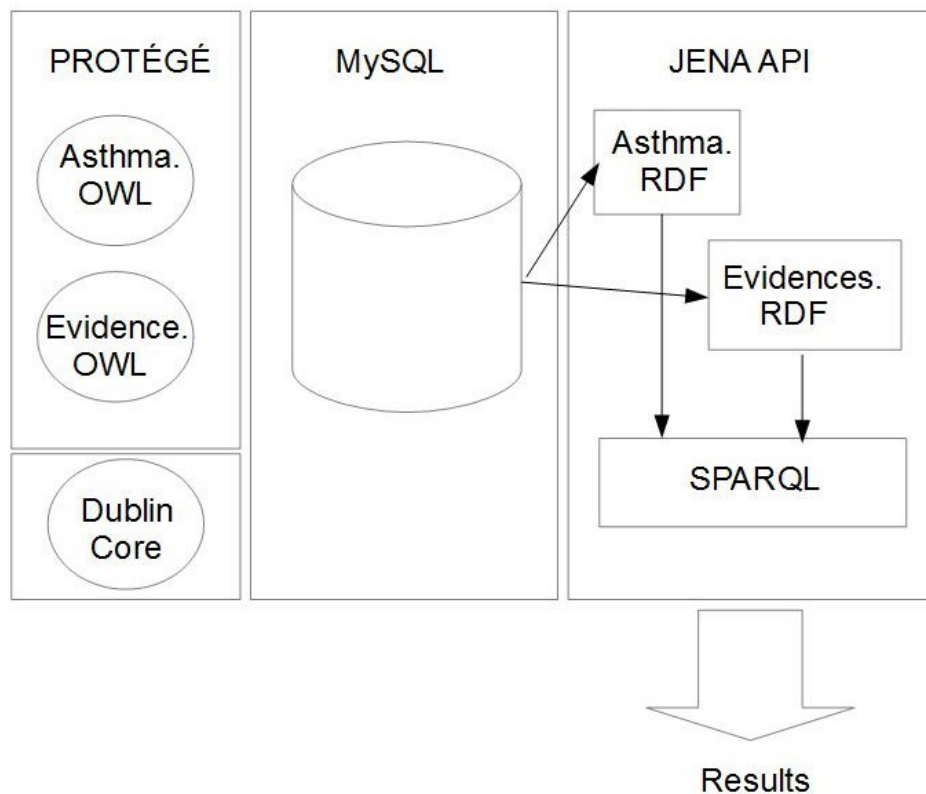 PROTÉGÉ
Asthma.
OWL
Evidence.
OWL
Dublin
Core
MySQL
JENA API
Asthma.
RDF
Evidences.
RDF
SPARQL
Results